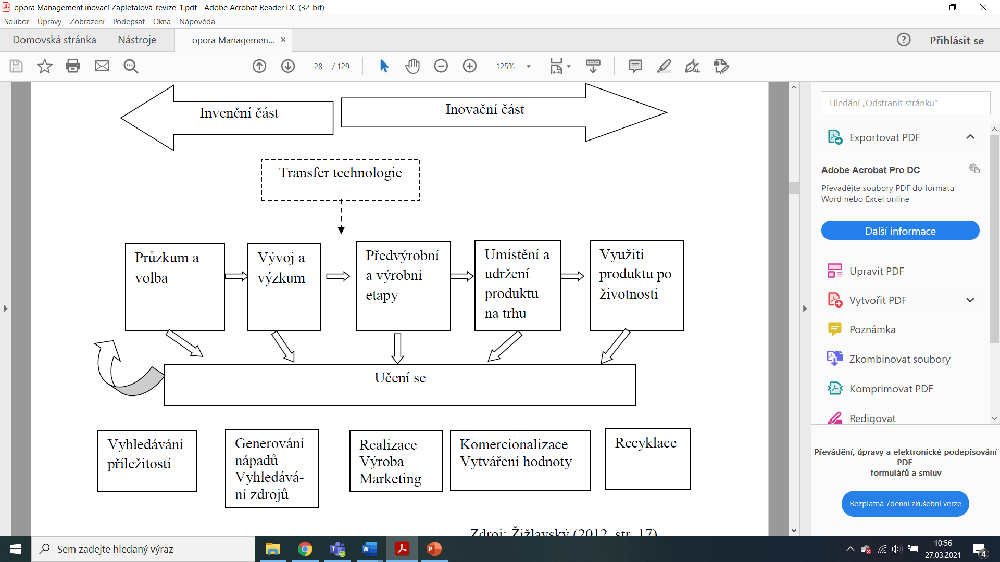 opora Management inovací Zapletalová-revize-1.pdf - Adobe Acrobat Reader DC (32-bit)
Soubor Úpravy Zobrazení Podepsat Okna Nápověda
Domovská stránka Nástroje opora Managemen... × Přihlásit se
28 / 129 125%
Invenční část
Inovační část
Transfer technologie
Průzkum a
volba
Vývoj a
výzkum
Předvýrobní
a výrobní
etapy
Umístění a
udržení
produktu
na trhu
Využití
produktu po
životnosti
Učení se
Vyhledávání
příležitostí
Generování
nápadů
Vyhledává-
ní zdrojů
Realizace
Výroba
Marketing
Komercionalizace
Vytváření hodnoty
Recyklace
Zdroj: Žižlavský (2012, str. 17)
Hledání „Odstranit stránku“
Exportovat PDF
Adobe Acrobat Pro DC
Převádějte soubory PDF do formátu
Word nebo Excel online
Další informace
Upravit PDF
Vytvořit PDF
Poznámka
Zkombinovat soubory
Komprimovat PDF
Redigovat
Převádění, úpravy a elektronické podepisování
PDF
formulářů a smluv
Bezplatná 7denní zkušební verze
Sem zadejte hledaný výraz
10:56
27.03.2021
4